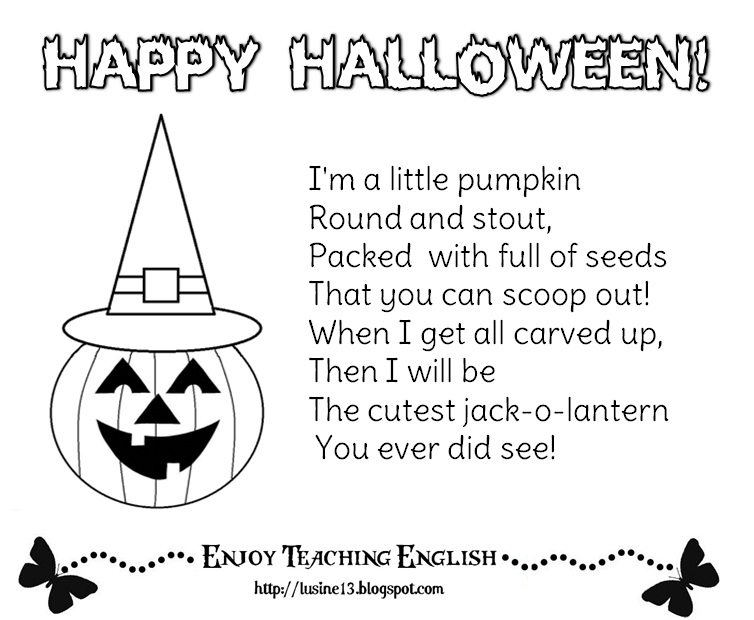 HAPPY HALLOWEEN!
I'm a little pumpkin
Round and stout,
Packed with full of seeds
That you can scoop out!
When I get all carved up,
Then I will be
The cutest jack-o-lantern
You ever did see!
ENJOY TEACHING ENGLISH
http://lusine13.blogspot.com